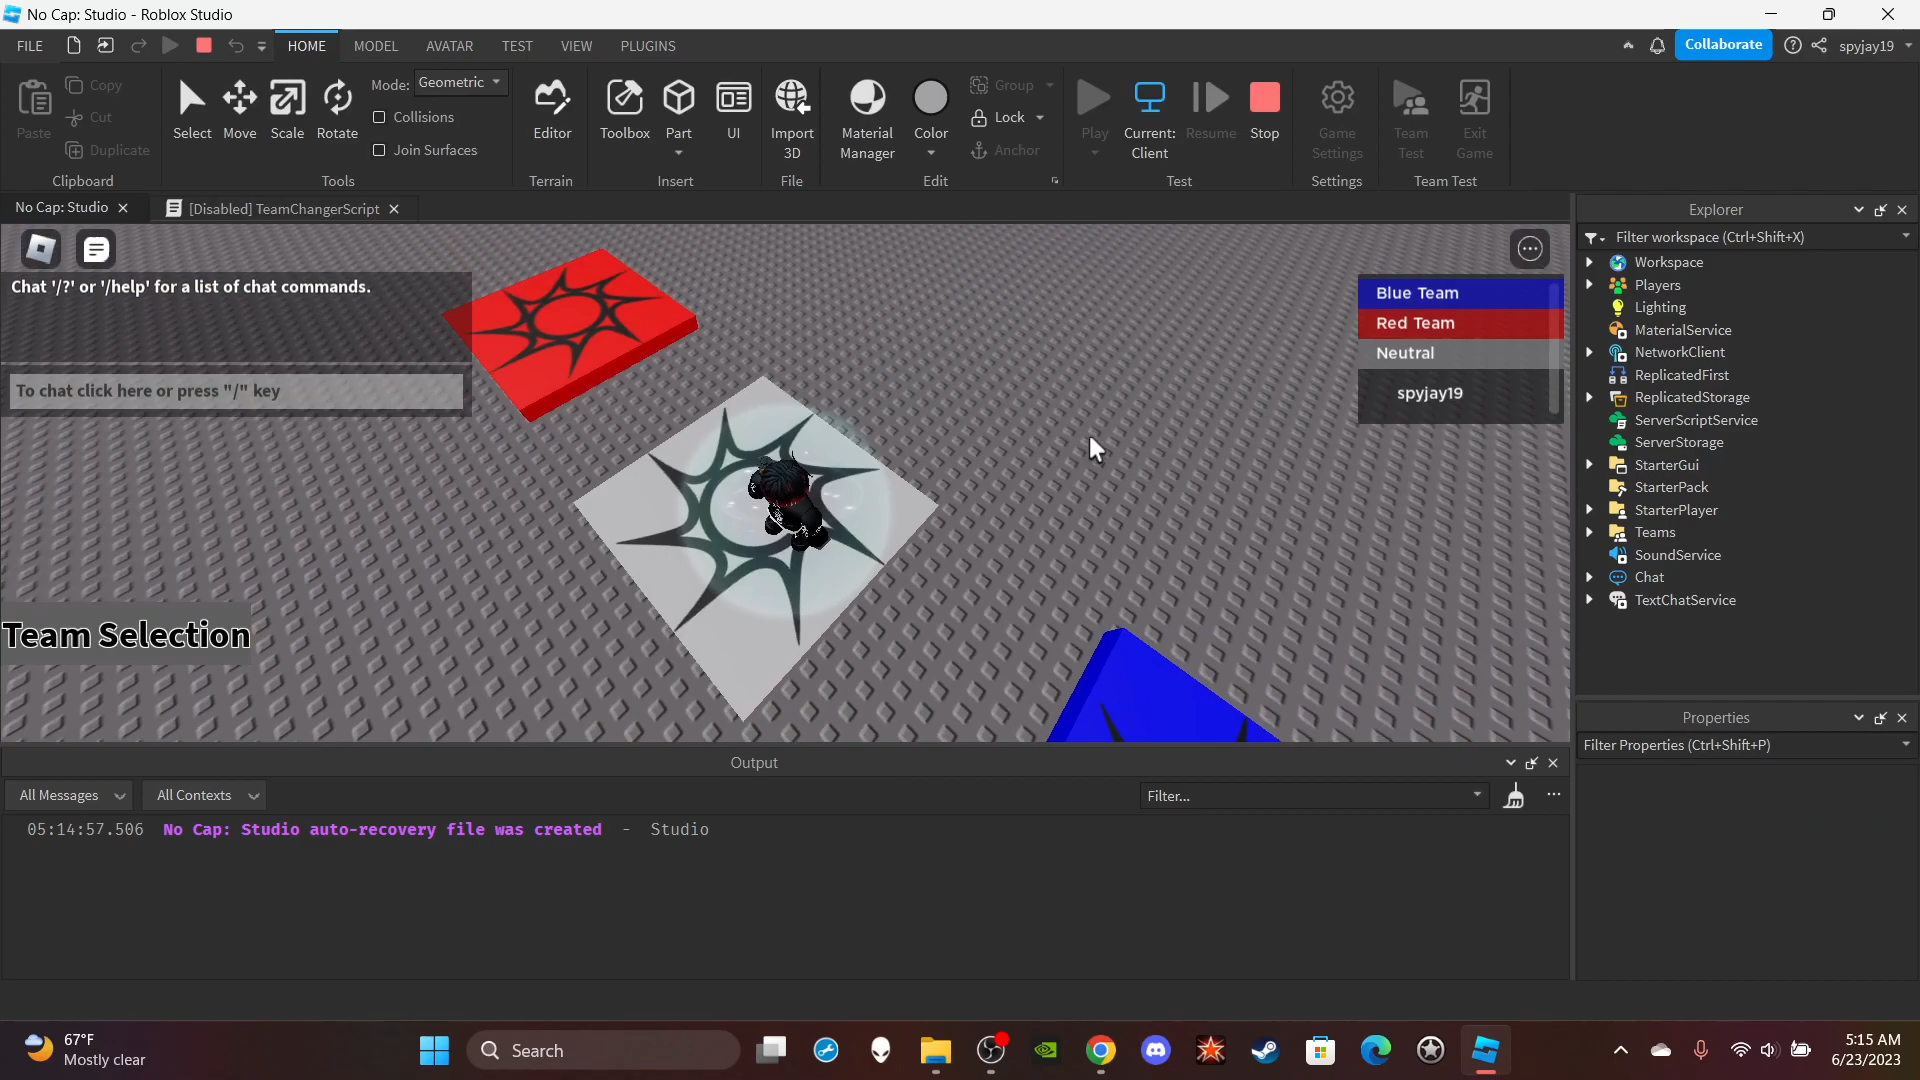 No Cap: Studio - Roblox Studio
FILE
HOME
MODEL
AVATAR
TEST
VIEW
PLUGINS
Collaborate
spyjay19
Paste
Copy
Cut
Duplicate
Clipboard
Select
Move
Scale
Rotate
Mode:
Geometric
Collisions
Join Surfaces
Tools
Editor
Terrain
Toolbox
Part
UI
Insert
Import
3D
File
Material
Manager
Color
Group
Lock
Anchor
Edit
Play
Current:
Client
Resume
Stop
Test
Game
Settings
Settings
Team
Test
Exit
Game
Team Test
No Cap: Studio
[Disabled] TeamChangerScript
Chat '/?' or '/help' for a list of chat commands.
To chat click here or press "/" key
Team Selection
Blue Team
Red Team
Neutral
spyjay19
Explorer
Filter workspace (Ctrl+Shift+X)
Workspace
Players
Lighting
MaterialService
NetworkClient
ReplicatedFirst
ReplicatedStorage
ServerScriptService
ServerStorage
StarterGui
StarterPack
StarterPlayer
Teams
SoundService
Chat
TextChatService
Properties
Filter Properties (Ctrl+Shift+P)
Output
All Messages
All Contexts
Filter...
05:14:57.506 No Cap: Studio auto-recovery file was created - Studio
67°F
Mostly clear
Search
5:15 AM
6/23/2023